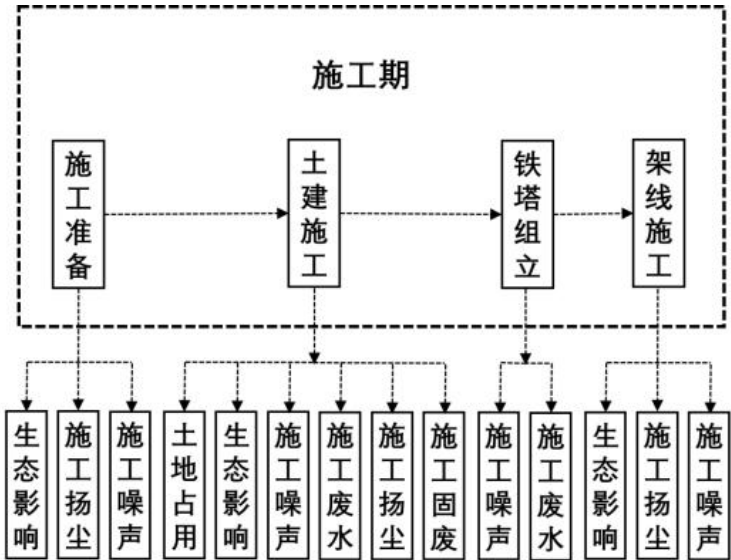 施工期
施工准备
土建施工
铁塔组立
架线施工
生态影响
施工扬尘
施工噪声
土地占用
生态影响
施工噪声
施工废水
施工扬尘
施工固废
施工噪声
施工废水
生态影响
施工扬尘
施工噪声